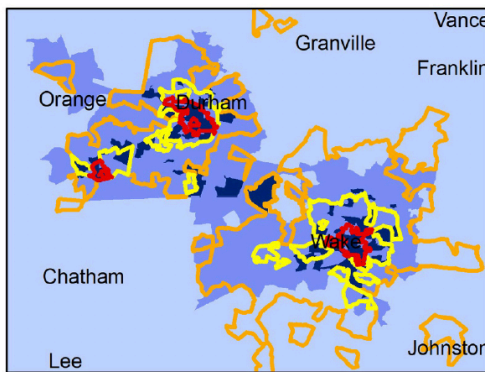 Vance
Granville
Franklin
Orange
Durham
Wake
Chatham
Johnston
Lee